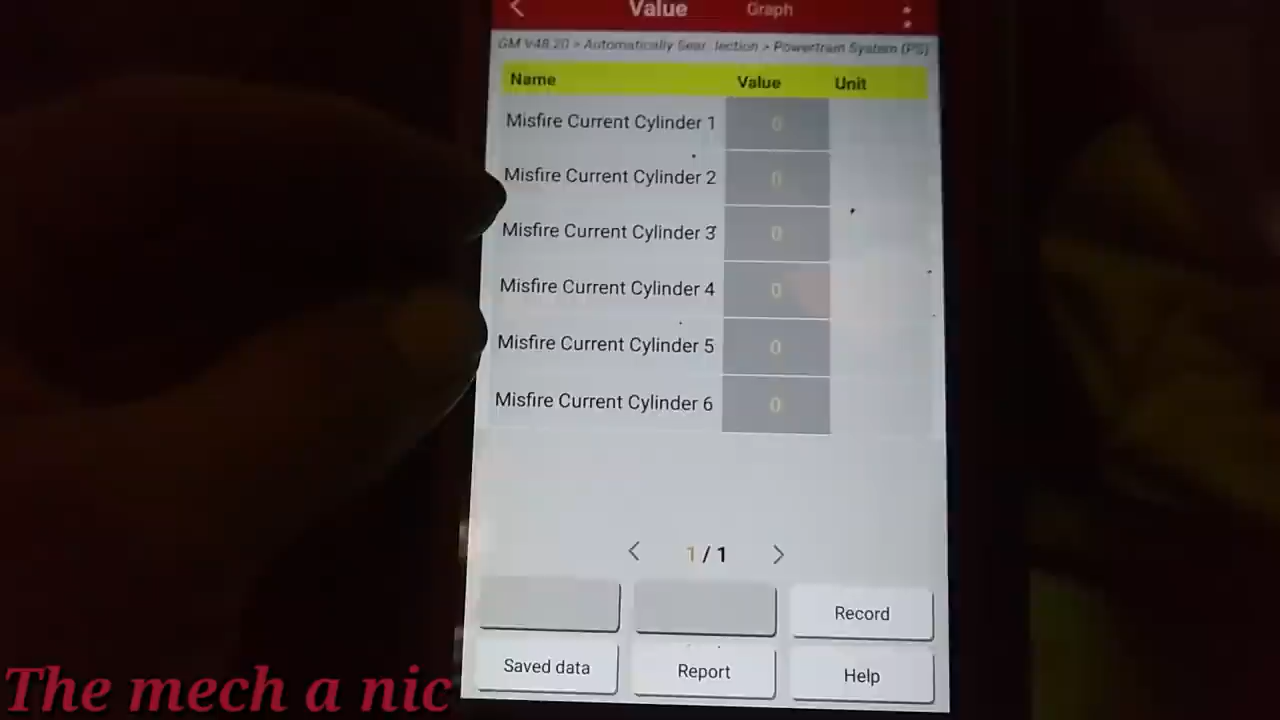 Value Graph
GM V48.20 > Automatically Sear lection > Powertrain System (PS)
Name Value Unit
Misfire Current Cylinder 1 0
Misfire Current Cylinder 2 0
Misfire Current Cylinder 3 0
Misfire Current Cylinder 4 0
Misfire Current Cylinder 5 0
Misfire Current Cylinder 6 0
< 1 / 1 >
Record
Saved data Report Help
The mech a nic